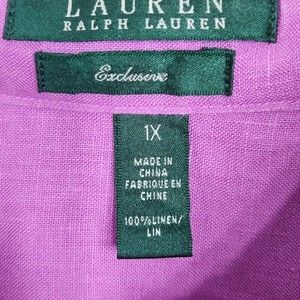 LAUREN
RALPH LAUREN
Exclusive
1X
MADE IN
CHINA
FABRIQUE EN
CHINE
100%LINEN/
LIN